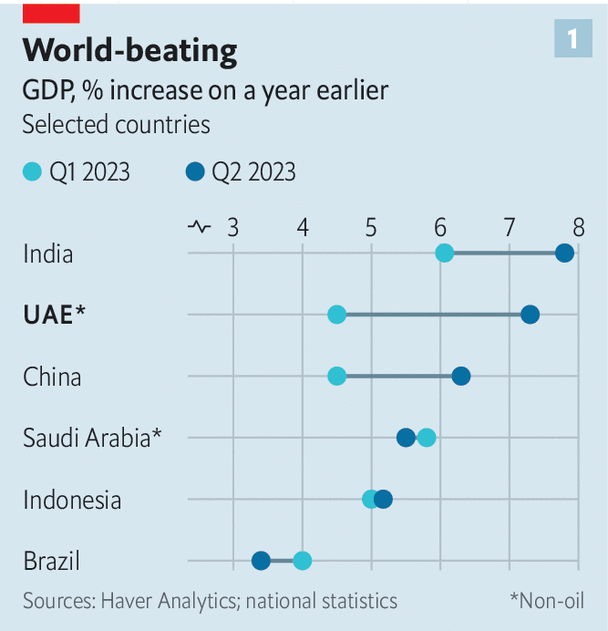 1
World-beating
GDP, % increase on a year earlier
Selected countries
Q1 2023 Q2 2023
3 4 5 6 7 8
India
UAE*
China
Saudi Arabia*
Indonesia
Brazil
Sources: Haver Analytics; national statistics *Non-oil